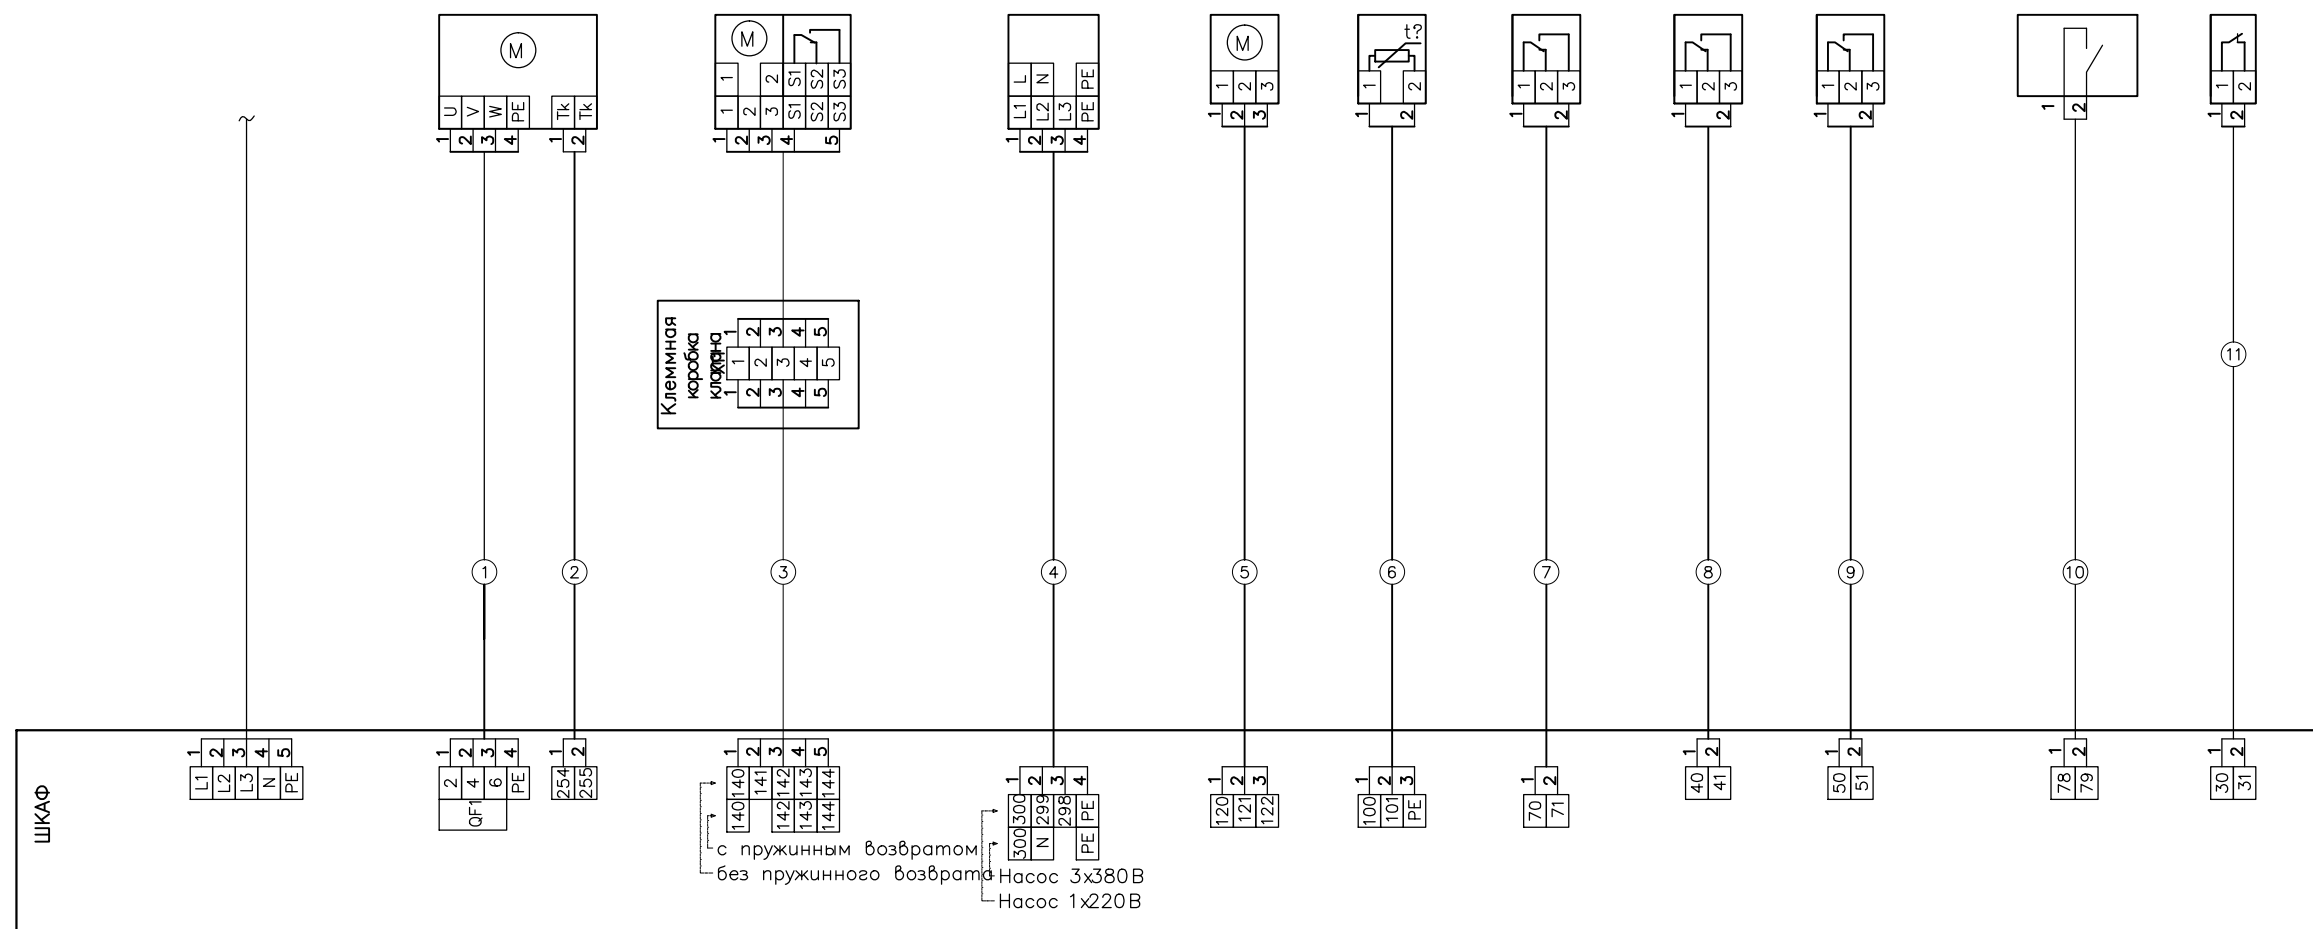 M
U V W PE Tk Tk
1 2 3 4 1 2
M
1 2 S1 S2 S3
1 2 3 S1 S2 S3
1 2 3 4 5
L N PE
L1 L2 L3 PE PE
1 2 3 4
M
1 2 3
1 2 3
t?
1 2
1 2
1 2 3
1 2
1 2 3
1 2
1 2 3
1 2
1 2
1 2
1 2
Клеммная
коробка
клапана
1 2 3 4 5
1 2 3 4 5
1 2 3 4 5
11
1 2 3 4 5 6 7 8 9 10
ШКАФ
1 2 3 4 5
L1 L2 L3 N PE
1 2 3 4
2 4 6 PE
QF1
1 2
254 255
1 2 3 4 5
140 141 142 143 144
140 142 143 144
с пружинным возвратом
без пружинного возврата
1 2 3 4
300 299 298 PE
300 N PE
Насос 3х380В
Насос 1х220В
1 2 3
120 121 122
1 2 3
100 101 PE
1 2
70 71
1 2
40 41
1 2
50 51
1 2
78 79
1 2
30 31